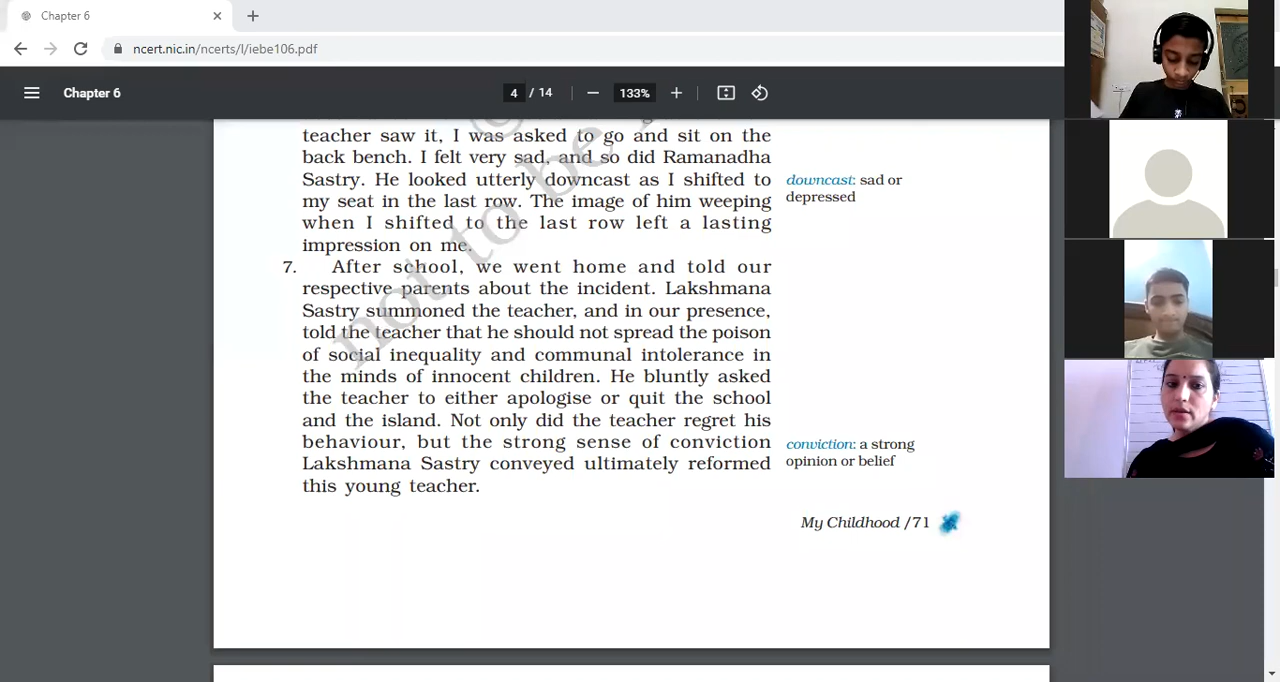 Chapter 6
ncert.nic.in/ncerts/l/iebe106.pdf
Chapter 6
4 / 14
133%
teacher saw it, I was asked to go and sit on the
back bench. I felt very sad, and so did Ramanadha
Sastry. He looked utterly downcast as I shifted to
my seat in the last row. The image of him weeping
when I shifted to the last row left a lasting
impression on me.
downcast: sad or
depressed
7. After school, we went home and told our
respective parents about the incident. Lakshmana
Sastry summoned the teacher, and in our presence,
told the teacher that he should not spread the poison
of social inequality and communal intolerance in
the minds of innocent children. He bluntly asked
the teacher to either apologise or quit the school
and the island. Not only did the teacher regret his
behaviour, but the strong sense of conviction
Lakshmana Sastry conveyed ultimately reformed
this young teacher.
conviction: a strong
opinion or belief
My Childhood /71
not to be